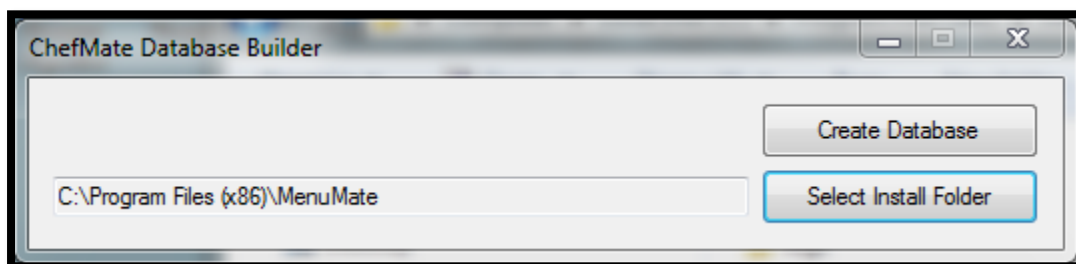 ChefMate Database Builder
Create Database
C:\Program Files (x86)\MenuMate
Select Install Folder